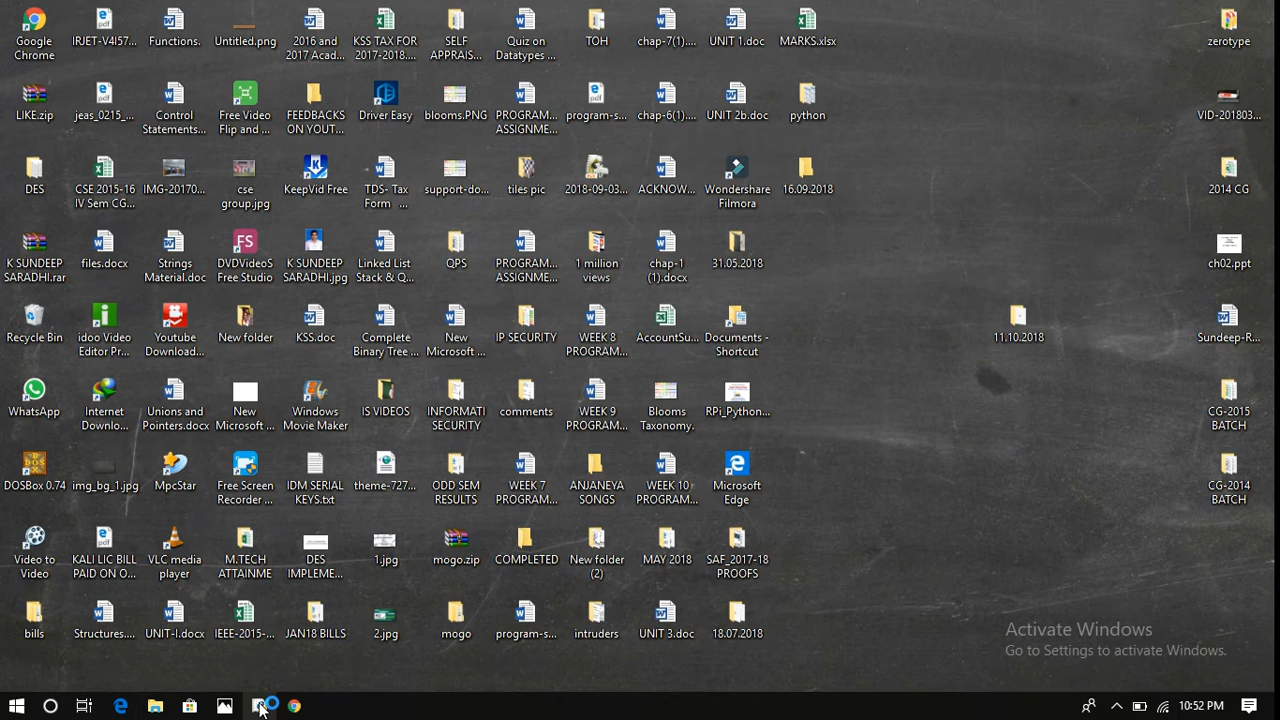 Google Chrome
IRJET-V4I57...
Functions.
Untitled.png
2016 and 2017 Acad...
KSS TAX FOR 2017-2018....
SELF APPRAIS...
Quiz on Datatypes ...
TOH
chap-7(1)....
UNIT 1.doc
MARKS.xlsx
zerotype
LIKE.zip
jeas_0215_...
Control Statements...
Free Video Flip and ...
FEEDBACKS ON YOUT...
Driver Easy
blooms.PNG
PROGRAM... ASSIGNME...
program-s...
chap-6(1)....
UNIT 2b.doc
python
VID-201803...
DES
CSE 2015-16 IV Sem CG...
IMG-20170...
cse group.jpg
KeepVid Free
TDS- Tax Form ...
support-do...
tiles pic
2018-09-03...
ACKNOW...
Wondershare Filmora
16.09.2018
2014 CG
K SUNDEEP SARADHI.rar
files.docx
Strings Material.doc
DVDVideoS Free Studio
K SUNDEEP SARADHI.jpg
Linked List Stack & Q...
QPS
PROGRAM... ASSIGNME...
1 million views
chap-1 (1).docx
31.05.2018
ch02.ppt
Recycle Bin
idoo Video Editor Pr...
Youtube Download...
New folder
KSS.doc
Complete Binary Tree ...
New Microsoft ...
IP SECURITY
WEEK 8 PROGRAM...
AccountSu...
Documents - Shortcut
11.10.2018
Sundeep-R...
WhatsApp
Internet Downlo...
Unions and Pointers.docx
New Microsoft ...
Windows Movie Maker
IS VIDEOS
INFORMATI SECURITY
comments
WEEK 9 PROGRAM...
Blooms Taxonomy.
RPi_Python...
CG-2015 BATCH
DOSBox 0.74
img_bg_1.jpg
MpcStar
Free Screen Recorder ...
IDM SERIAL KEYS.txt
theme-727...
ODD SEM RESULTS
WEEK 7 PROGRAM...
ANJANEYA SONGS
WEEK 10 PROGRAM...
Microsoft Edge
CG-2014 BATCH
Video to Video
KALI LIC BILL PAID ON O...
VLC media player
M.TECH ATTAINME
DES IMPLEME...
1.jpg
mogo.zip
COMPLETED
New folder (2)
MAY 2018
SAF_2017-18 PROOFS
bills
Structures....
UNIT-I.docx
IEEE-2015-...
JAN18 BILLS
2.jpg
mogo
program-s...
intruders
UNIT 3.doc
18.07.2018
Activate Windows
Go to Settings to activate Windows.
10:52 PM